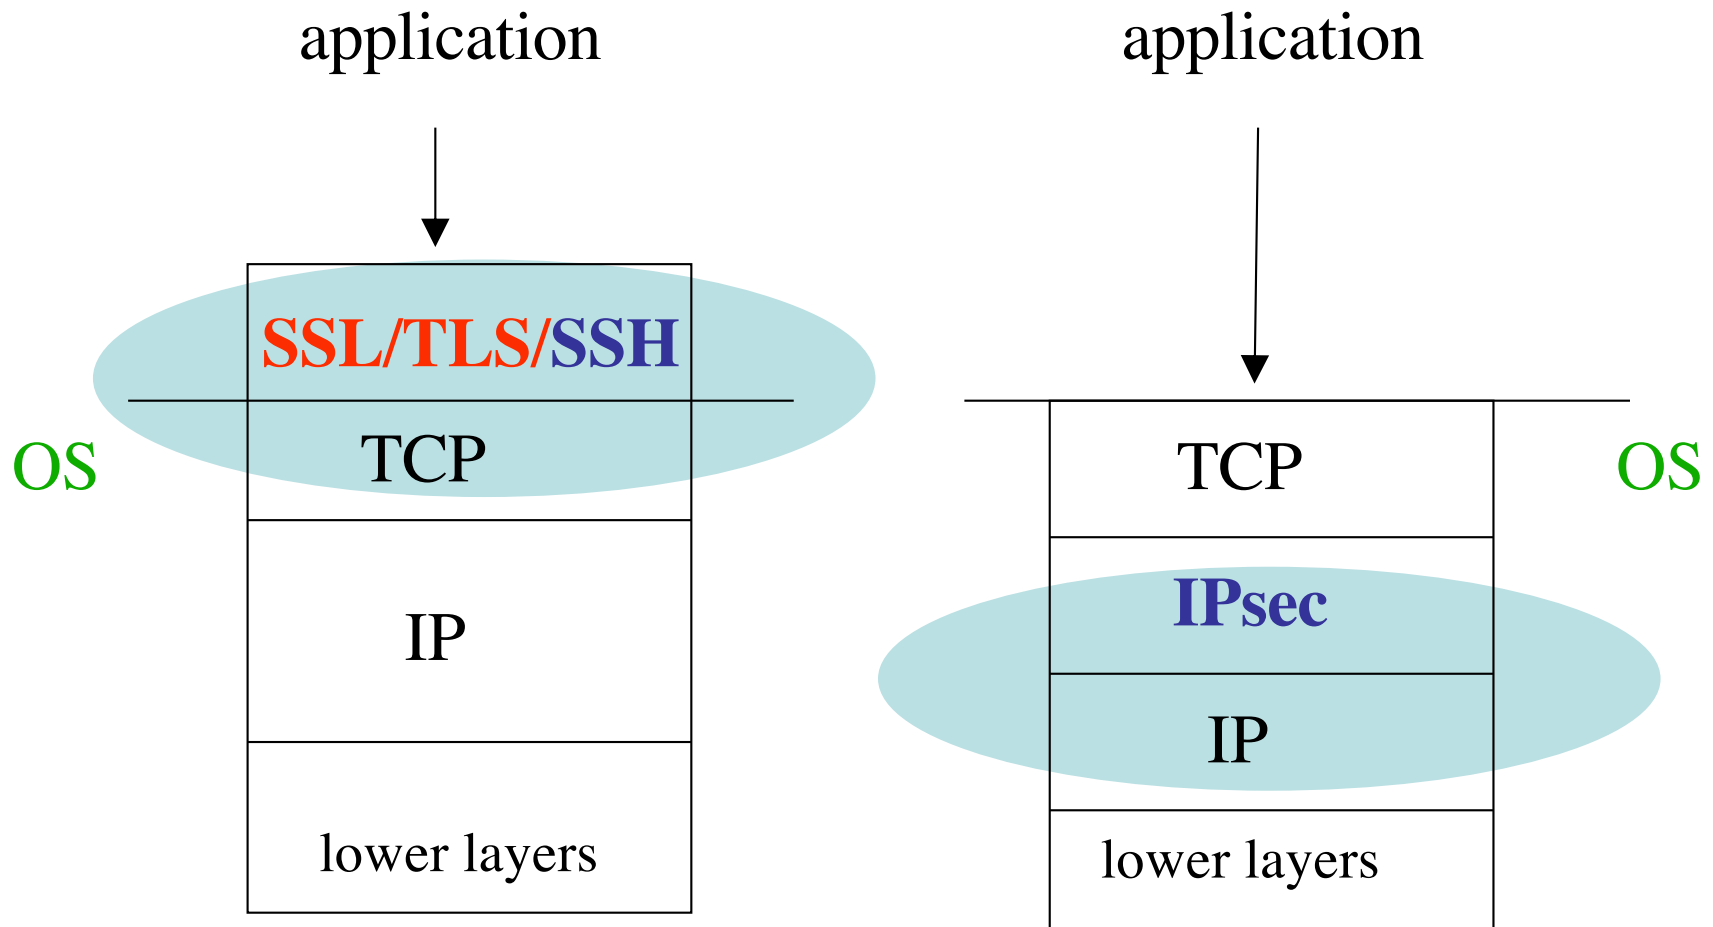 application
SSL/TLS/SSH
OS
TCP
IP
lower layers
application
TCP
OS
IPsec
IP
lower layers